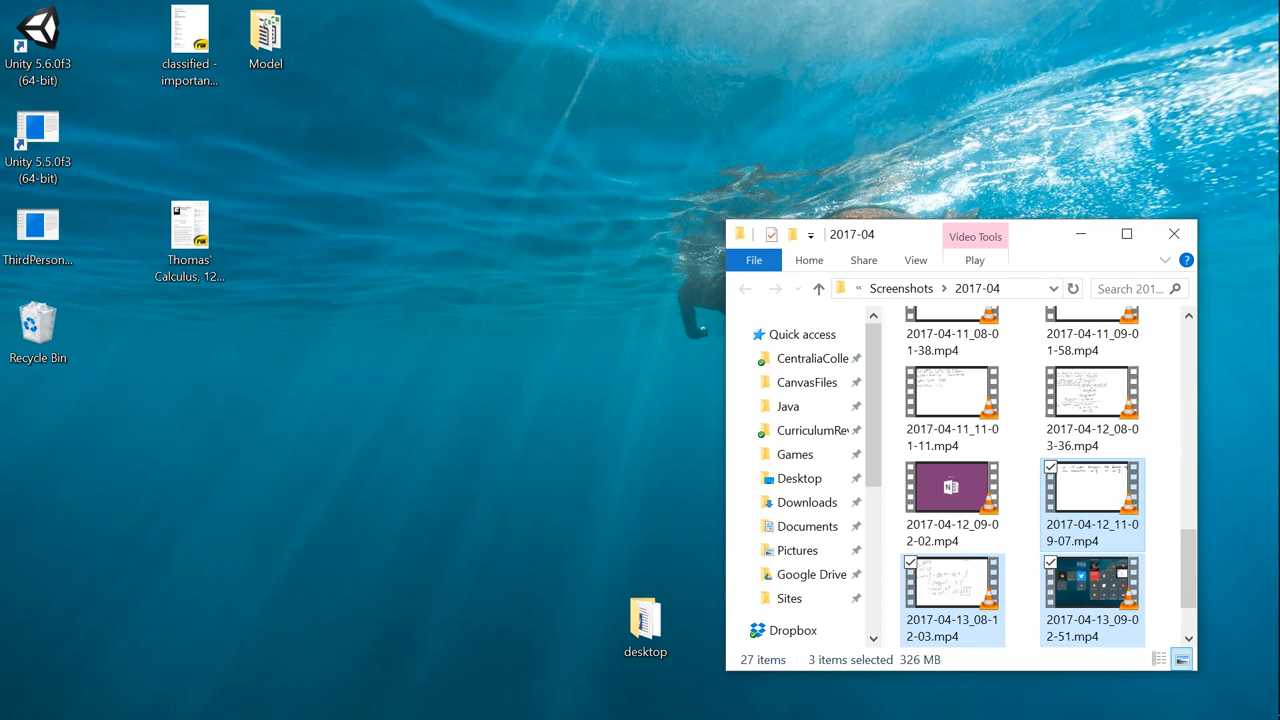 Unity 5.6.0f3
(64-bit)
classified -
importan...
Model
Unity 5.5.0f3
(64-bit)
ThirdPerson...
Thomas'
Calculus, 12...
Recycle Bin
desktop
2017-04
Video Tools
File
Home
Share
View
Play
«
Screenshots
2017-04
Search 201...
Quick access
CentraliaColle
CanvasFiles
Java
CurriculumRev
Games
Desktop
Downloads
Documents
Pictures
Google Drive
Sites
Dropbox
2017-04-11_08-0
1-38.mp4
2017-04-11_09-0
1-58.mp4
2017-04-11_11-0
1-11.mp4
2017-04-12_08-0
3-36.mp4
2017-04-12_09-0
2-02.mp4
2017-04-12_11-0
9-07.mp4
2017-04-13_08-1
2-03.mp4
2017-04-13_09-0
2-51.mp4
27 items
3 items selected
326 MB